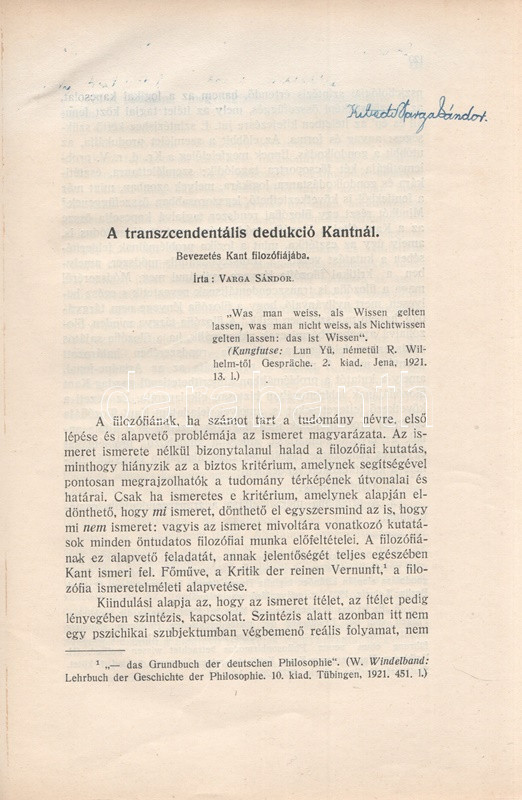 Kibédi Varga Sándor.
A transzcendentális dedukció Kantnál.
Bevezetés Kant filozófiájába.
Írta: VARGA SÁNDOR.
„Was man weiss, als Wissen gelten
lassen, was man nicht weiss, als Nichtwissen
gelten lassen: das ist Wissen“.
(Kungfutse: Lun Yü, németül R. Wil-
helm-től Gespräche. 2. kiad. Jena, 1921.
13. l.)
A filozófiának, ha számot tart a tudomány névre, első
lépése és alapvető problémája az ismeret magyarázata. Az is-
meret ismerete nélkül bizonytalanul halad a filozófiai kutatás,
minthogy hiányzik az a biztos kritérium, amelynek segítségével
pontosan megrajzolhatók a tudomány térképének útvonalai és
határai. Csak ha ismeretes e kritérium, amelynek alapján el-
dönthető, hogy mi ismeret, dönthető el egyszersmind az is, hogy
mi nem ismeret: vagyis az ismeret mivoltára vonatkozó kutatá-
sok minden öntudatos filozófiai munka előfeltételei. A filozófiá-
nak ez alapvető feladatát, annak jelentőségét teljes egészében
Kant ismeri fel. Főműve, a Kritik der reinen Vernunft,¹ a filo-
zófia ismeretelméleti alapvetése.
Kiindulási alapja az, hogy az ismeret ítélet, az ítélet pedig
lényegében szintézis, kapcsolat. Szintézis alatt azonban itt nem
egy pszichikai szubjektumban végbemenő reális folyamat, nem
¹ „— das Grundbuch der deutschen Philosophie“. (W. Windelband:
Lehrbuch der Geschichte der Philosophie. 10. kiad. Tübingen, 1921. 451. l.)
darabanth